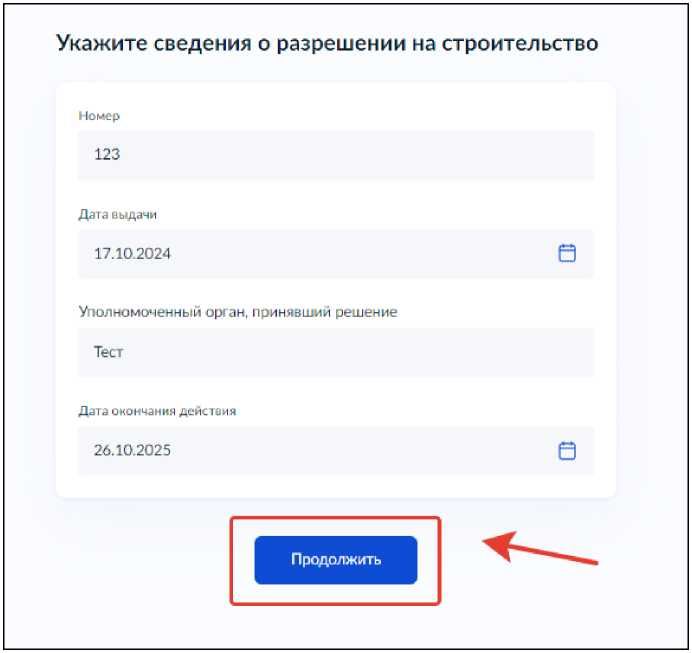 Укажите сведения о разрешении на строительство
Номер
123
Дата выдачи
17.10.2024
Уполномоченный орган, принявший решение
Тест
Дата окончания действия
26.10.2025
Продолжить